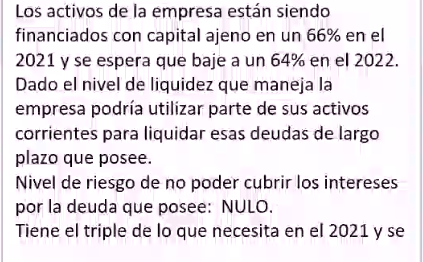 Los activos de la empresa están siendo
financiados con capital ajeno en un 66% en el
2021 y se espera que baje a un 64% en el 2022.
Dado el nivel de liquidez que maneja la
empresa podría utilizar parte de sus activos
corrientes para liquidar esas deudas de largo
plazo que posee.
Nivel de riesgo de no poder cubrir los intereses
por la deuda que posee: NULO.
Tiene el triple de lo que necesita en el 2021 y se